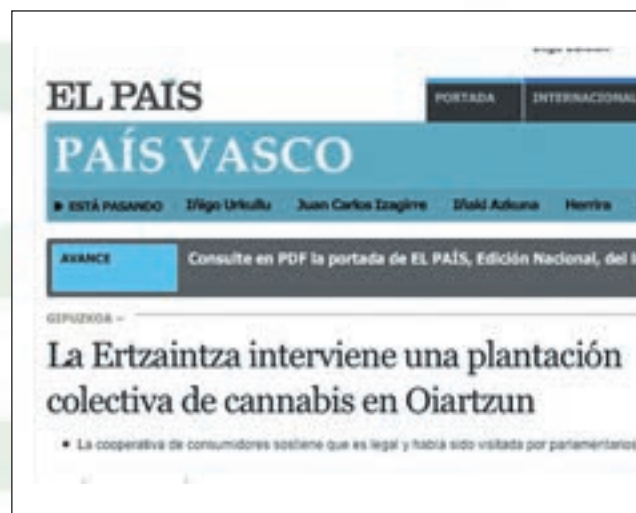 EL PAÍS
PORTADA INTERNACIONAL
PAÍS VASCO
▶ ESTÁ PASANDO Iñigo Urkullu Juan Carlos Izagirre Iñaki Azkuna Herrira
AVANCE Consulte en PDF la portada de EL PAÍS, Edición Nacional, del
GIPUZKOA –
La Ertzaintza interviene una plantación
colectiva de cannabis en Oiartzun
• La cooperativa de consumidores sostiene que es legal y había sido visitada por parlamentarios